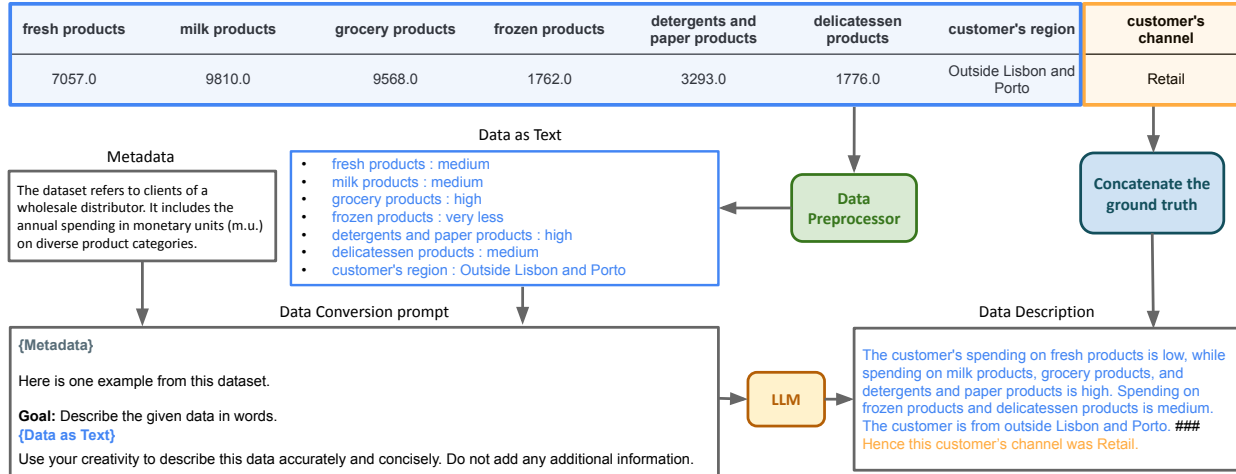 fresh products milk products grocery products frozen products detergents and paper products delicatessen products customer's region customer's channel
7057.0 9810.0 9568.0 1762.0 3293.0 1776.0 Outside Lisbon and Porto Retail
Data as Text
• fresh products : medium
• milk products : medium
• grocery products : high
• frozen products : very less
• detergents and paper products : high
• delicatessen products : medium
• customer's region : Outside Lisbon and Porto
Metadata
The dataset refers to clients of a
wholesale distributor. It includes the
annual spending in monetary units (m.u.)
on diverse product categories.
Data
Preprocessor
Concatenate the
ground truth
Data Conversion prompt
{Metadata}
Here is one example from this dataset.
Goal: Describe the given data in words.
{Data as Text}
Use your creativity to describe this data accurately and concisely. Do not add any additional information.
LLM
Data Description
The customer's spending on fresh products is low, while
spending on milk products, grocery products, and
detergents and paper products is high. Spending on
frozen products and delicatessen products is medium.
The customer is from outside Lisbon and Porto. ###
Hence this customer's channel was Retail.